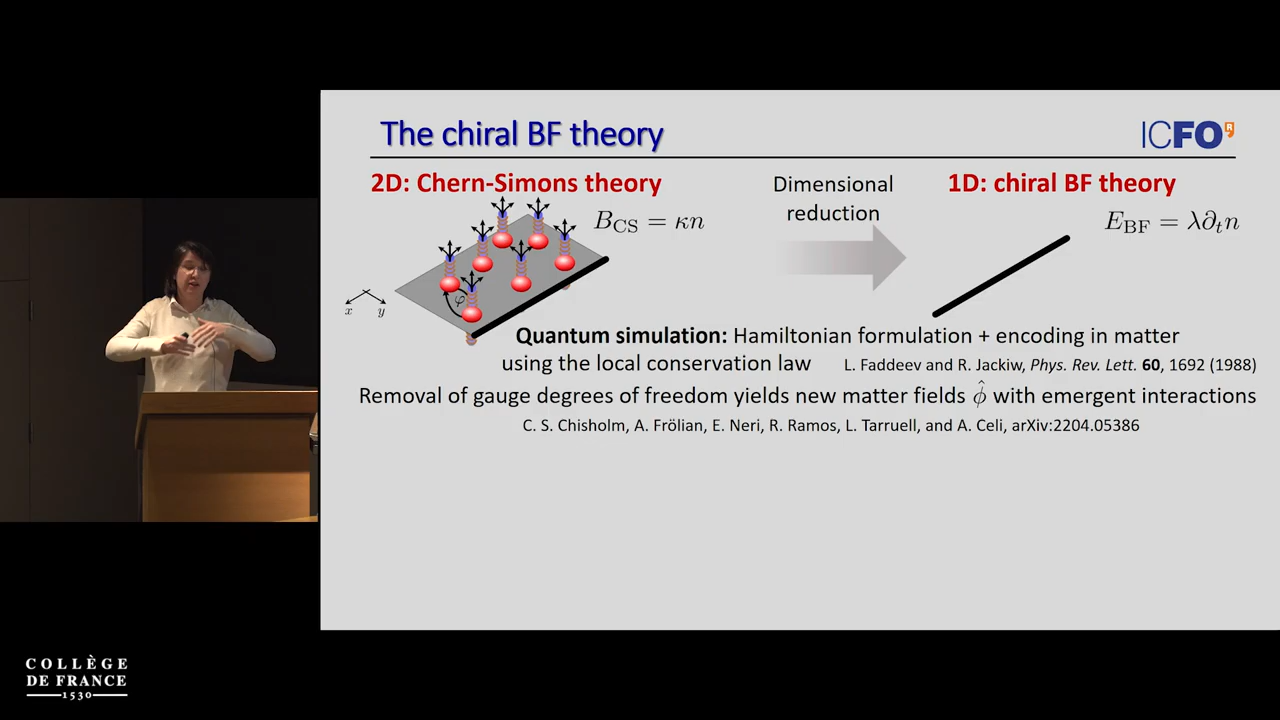 The chiral BF theory
ICFO
2D: Chern-Simons theory
B_CS = κn
Dimensional
reduction
1D: chiral BF theory
E_BF = λ∂_t n
φ
x y
Quantum simulation: Hamiltonian formulation + encoding in matter
using the local conservation law L. Faddeev and R. Jackiw, Phys. Rev. Lett. 60, 1692 (1988)
Removal of gauge degrees of freedom yields new matter fields ϕ̂ with emergent interactions
C. S. Chisholm, A. Frölian, E. Neri, R. Ramos, L. Tarruell, and A. Celi, arXiv:2204.05386
COLLÈGE
DE FRANCE
1530